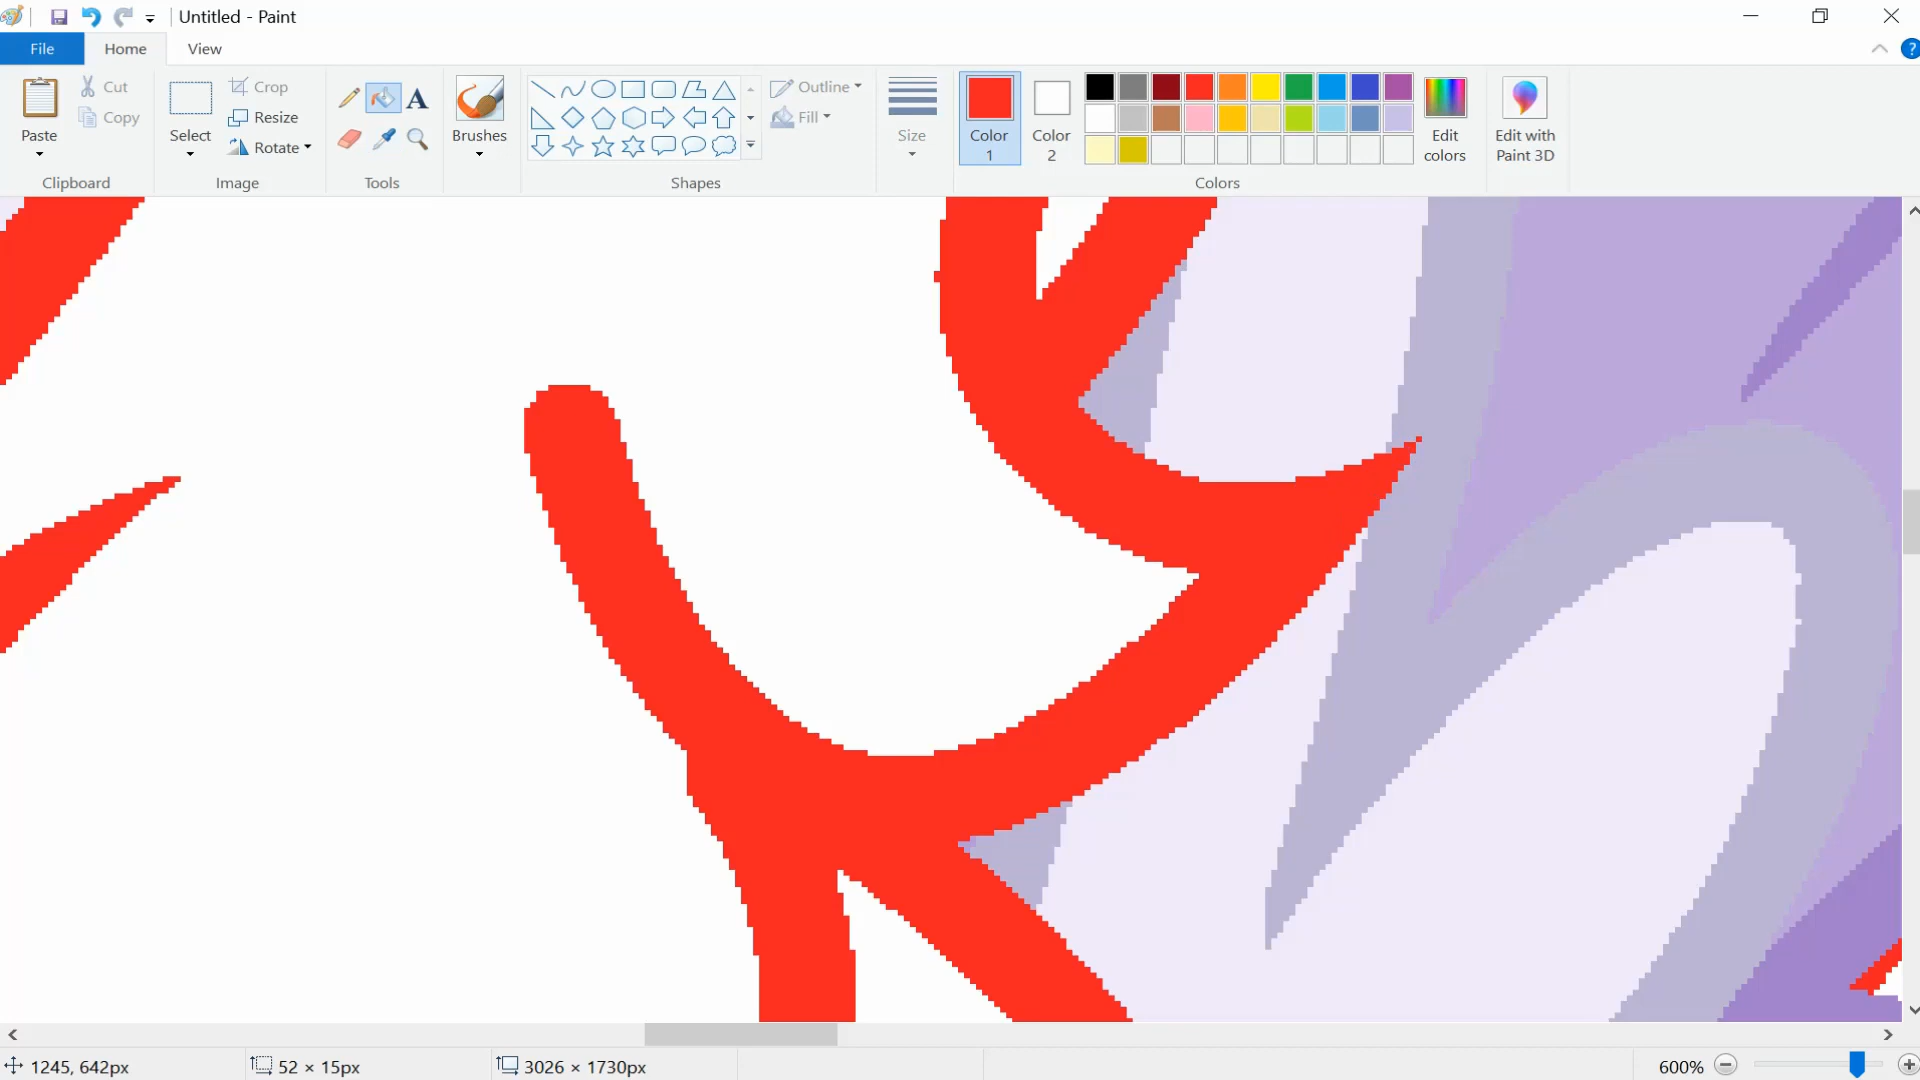 Untitled - Paint
File Home View
Paste
Cut
Copy
Clipboard
Select
Crop
Resize
Rotate
Image
A
Tools
Brushes
Outline
Fill
Shapes
Size
Color 1
Color 2
Colors
Edit colors
Edit with Paint 3D
?
1245, 642px
52 × 15px
3026 × 1730px
600%